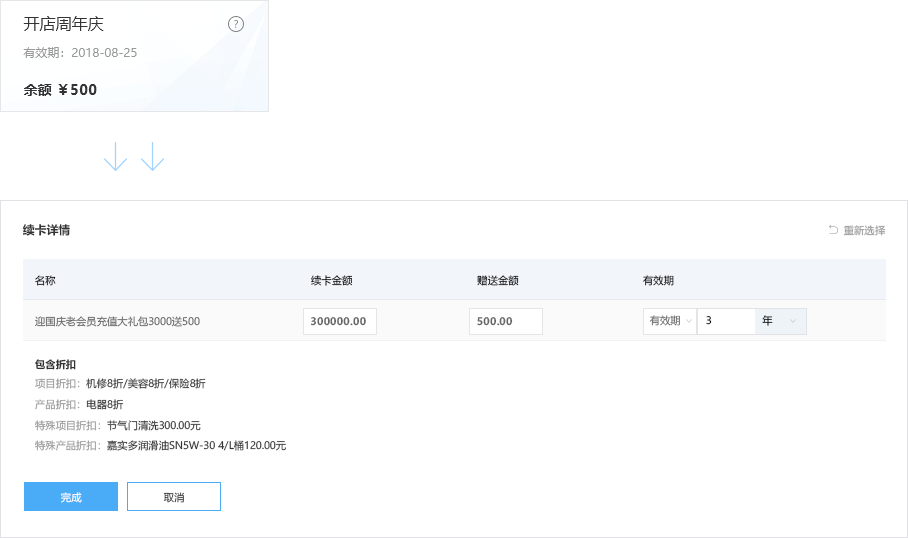 开店周年庆 ?
有效期：2018-08-25
余额 ￥500
续卡详情 重新选择
名称 续卡金额 赠送金额 有效期
迎国庆老会员充值大礼包3000送500 300000.00 500.00 有效期 3 年
包含折扣
项目折扣：机修8折/美容8折/保险8折
产品折扣：电器8折
特殊项目折扣：节气门清洗300.00元
特殊产品折扣：嘉实多润滑油SN5W-30 4/L桶120.00元
完成 取消